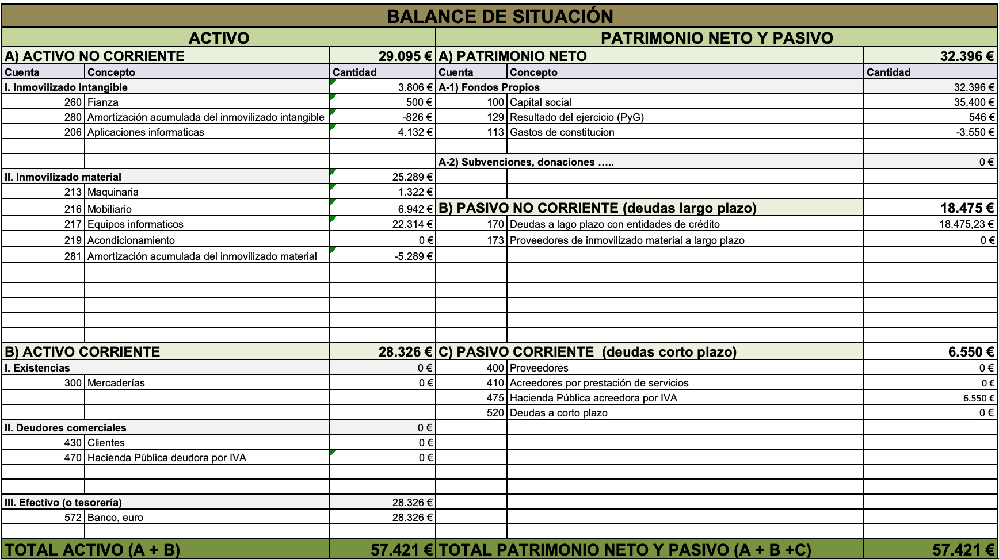 BALANCE DE SITUACIÓN
ACTIVO PATRIMONIO NETO Y PASIVO
A) ACTIVO NO CORRIENTE 29.095 € A) PATRIMONIO NETO 32.396 €
Cuenta Concepto Cantidad Cuenta Concepto Cantidad
I. Inmovilizado Intangible 3.806 € A-1) Fondos Propios 32.396 €
260 Fianza 500 € 100 Capital social 35.400 €
280 Amortización acumulada del inmovilizado intangible -826 € 129 Resultado del ejercicio (PyG) 546 €
206 Aplicaciones informaticas 4.132 € 113 Gastos de constitucion -3.550 €
A-2) Subvenciones, donaciones ….. 0 €
II. Inmovilizado material 25.289 €
213 Maquinaria 1.322 €
216 Mobiliario 6.942 € B) PASIVO NO CORRIENTE (deudas largo plazo) 18.475 €
217 Equipos informaticos 22.314 € 170 Deudas a lago plazo con entidades de crédito 18.475,23 €
219 Acondicionamiento 0 € 173 Proveedores de inmovilizado material a largo plazo 0 €
281 Amortización acumulada del inmovilizado material -5.289 €
B) ACTIVO CORRIENTE 28.326 € C) PASIVO CORRIENTE (deudas corto plazo) 6.550 €
I. Existencias 0 € 400 Proveedores 0 €
300 Mercaderías 0 € 410 Acreedores por prestación de servicios 0 €
475 Hacienda Pública acreedora por IVA 6.550 €
520 Deudas a corto plazo 0 €
II. Deudores comerciales 0 €
430 Clientes 0 €
470 Hacienda Pública deudora por IVA 0 €
III. Efectivo (o tesorería) 28.326 €
572 Banco, euro 28.326 €
TOTAL ACTIVO (A + B) 57.421 € TOTAL PATRIMONIO NETO Y PASIVO (A + B +C) 57.421 €